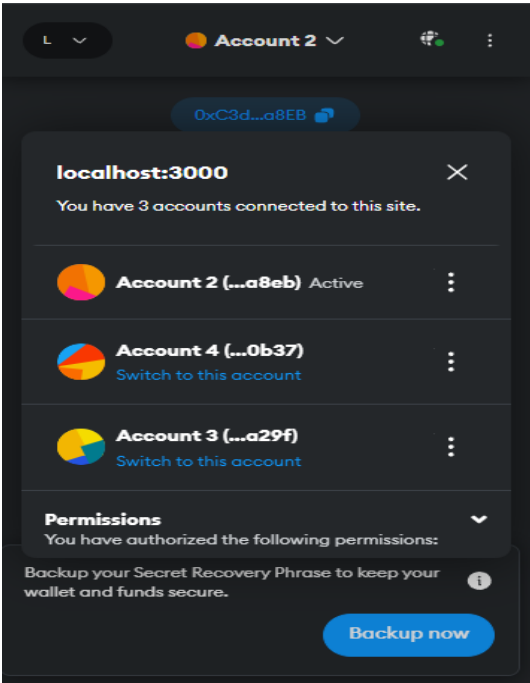 L
Account 2
0xC3d...a8EB
localhost:3000
You have 3 accounts connected to this site.
Account 2 (...a8eb) Active
Account 4 (...0b37)
Switch to this account
Account 3 (...a29f)
Switch to this account
Permissions
You have authorized the following permissions:
Backup your Secret Recovery Phrase to keep your
wallet and funds secure.
Backup now